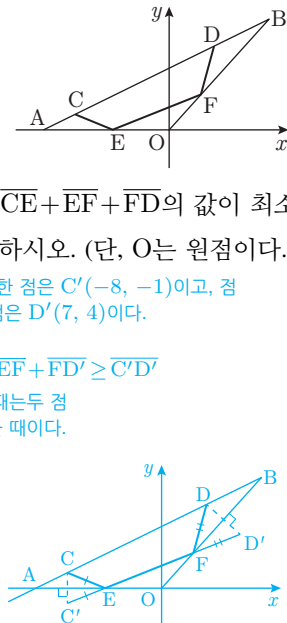 y
B
D
C
F
A
E
O
x
CE+EF+FD의 값이 최소
하시오. (단, O는 원점이다.
한 점은 C′(-8, -1)이고, 점
점은 D′(7, 4)이다.
EF+FD′≥C′D′
때는두 점
때이다.
y
B
D
D′
C
F
A
E
O
x
C′